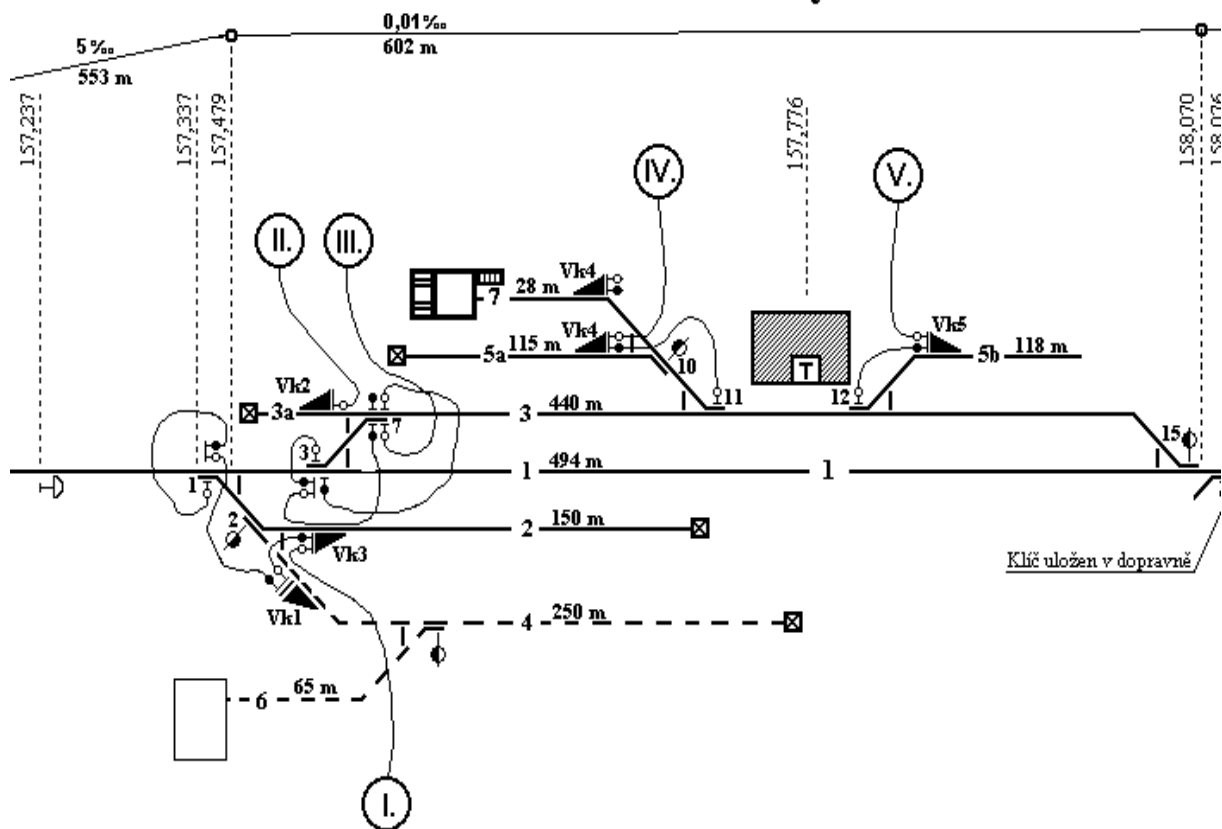 0,01‰
5 ‰
602 m
553 m
157,237
157,337
157,479
157,776
158,070
158,076
IV.
V.
II.
III.
Vk4
28 m
7
Vk4
Vk5
115 m
5a
10
5b
118 m
T
Vk2
11
12
3a
3
440 m
7
15
3
1
1
494 m
1
2
2
150 m
Vk3
Klíč uložen v dopravně
Vk1
4
250 m
6
65 m
I.